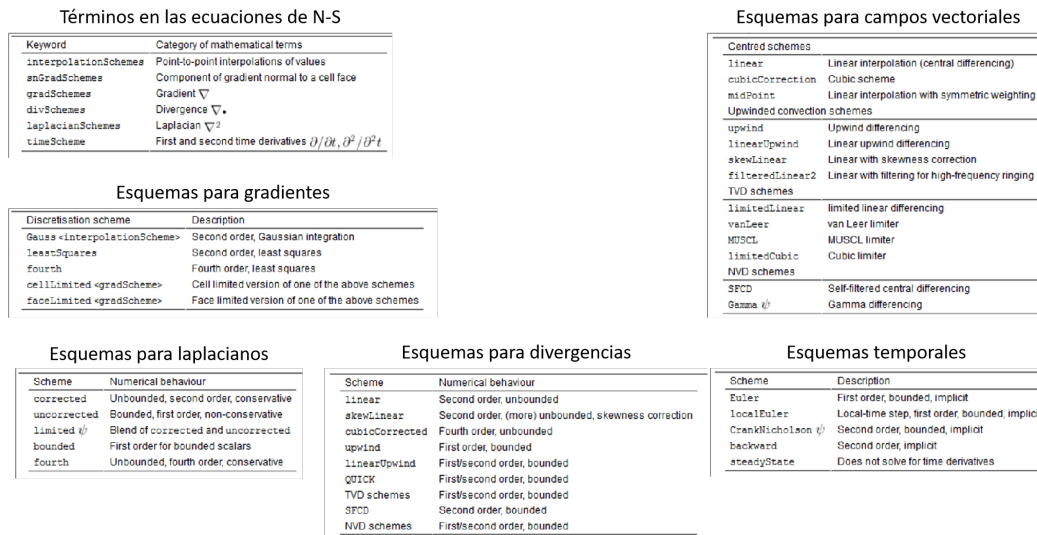 Términos en las ecuaciones de N-S
Keyword Category of mathematical terms
interpolationSchemes Point-to-point interpolations of values
snGradSchemes Component of gradient normal to a cell face
gradSchemes Gradient ∇
divSchemes Divergence ∇•
laplacianSchemes Laplacian ∇²
timeScheme First and second time derivatives ∂/∂t, ∂²/∂²t
Esquemas para gradientes
Discretisation scheme Description
Gauss <interpolationScheme> Second order, Gaussian integration
leastSquares Second order, least squares
fourth Fourth order, least squares
cellLimited <gradScheme> Cell limited version of one of the above schemes
faceLimited <gradScheme> Face limited version of one of the above schemes
Esquemas para campos vectoriales
Centred schemes
linear Linear interpolation (central differencing)
cubicCorrection Cubic scheme
midPoint Linear interpolation with symmetric weighting
Upwinded convection schemes
upwind Upwind differencing
linearUpwind Linear upwind differencing
skewLinear Linear with skewness correction
filteredLinear2 Linear with filtering for high-frequency ringing
TVD schemes
limitedLinear limited linear differencing
vanLeer van Leer limiter
MUSCL MUSCL limiter
limitedCubic Cubic limiter
NVD schemes
SFCD Self-filtered central differencing
Gamma ψ Gamma differencing
Esquemas para laplacianos
Scheme Numerical behaviour
corrected Unbounded, second order, conservative
uncorrected Bounded, first order, non-conservative
limited ψ Blend of corrected and uncorrected
bounded First order for bounded scalars
fourth Unbounded, fourth order, conservative
Esquemas para divergencias
Scheme Numerical behaviour
linear Second order, unbounded
skewLinear Second order, (more) unbounded, skewness correction
cubicCorrected Fourth order, unbounded
upwind First order, bounded
linearUpwind First/second order, bounded
QUICK First/second order, bounded
TVD schemes First/second order, bounded
SFCD Second order, bounded
NVD schemes First/second order, bounded
Esquemas temporales
Scheme Description
Euler First order, bounded, implicit
localEuler Local-time step, first order, bounded, implici
CrankNicholson ψ Second order, bounded, implicit
backward Second order, implicit
steadyState Does not solve for time derivatives